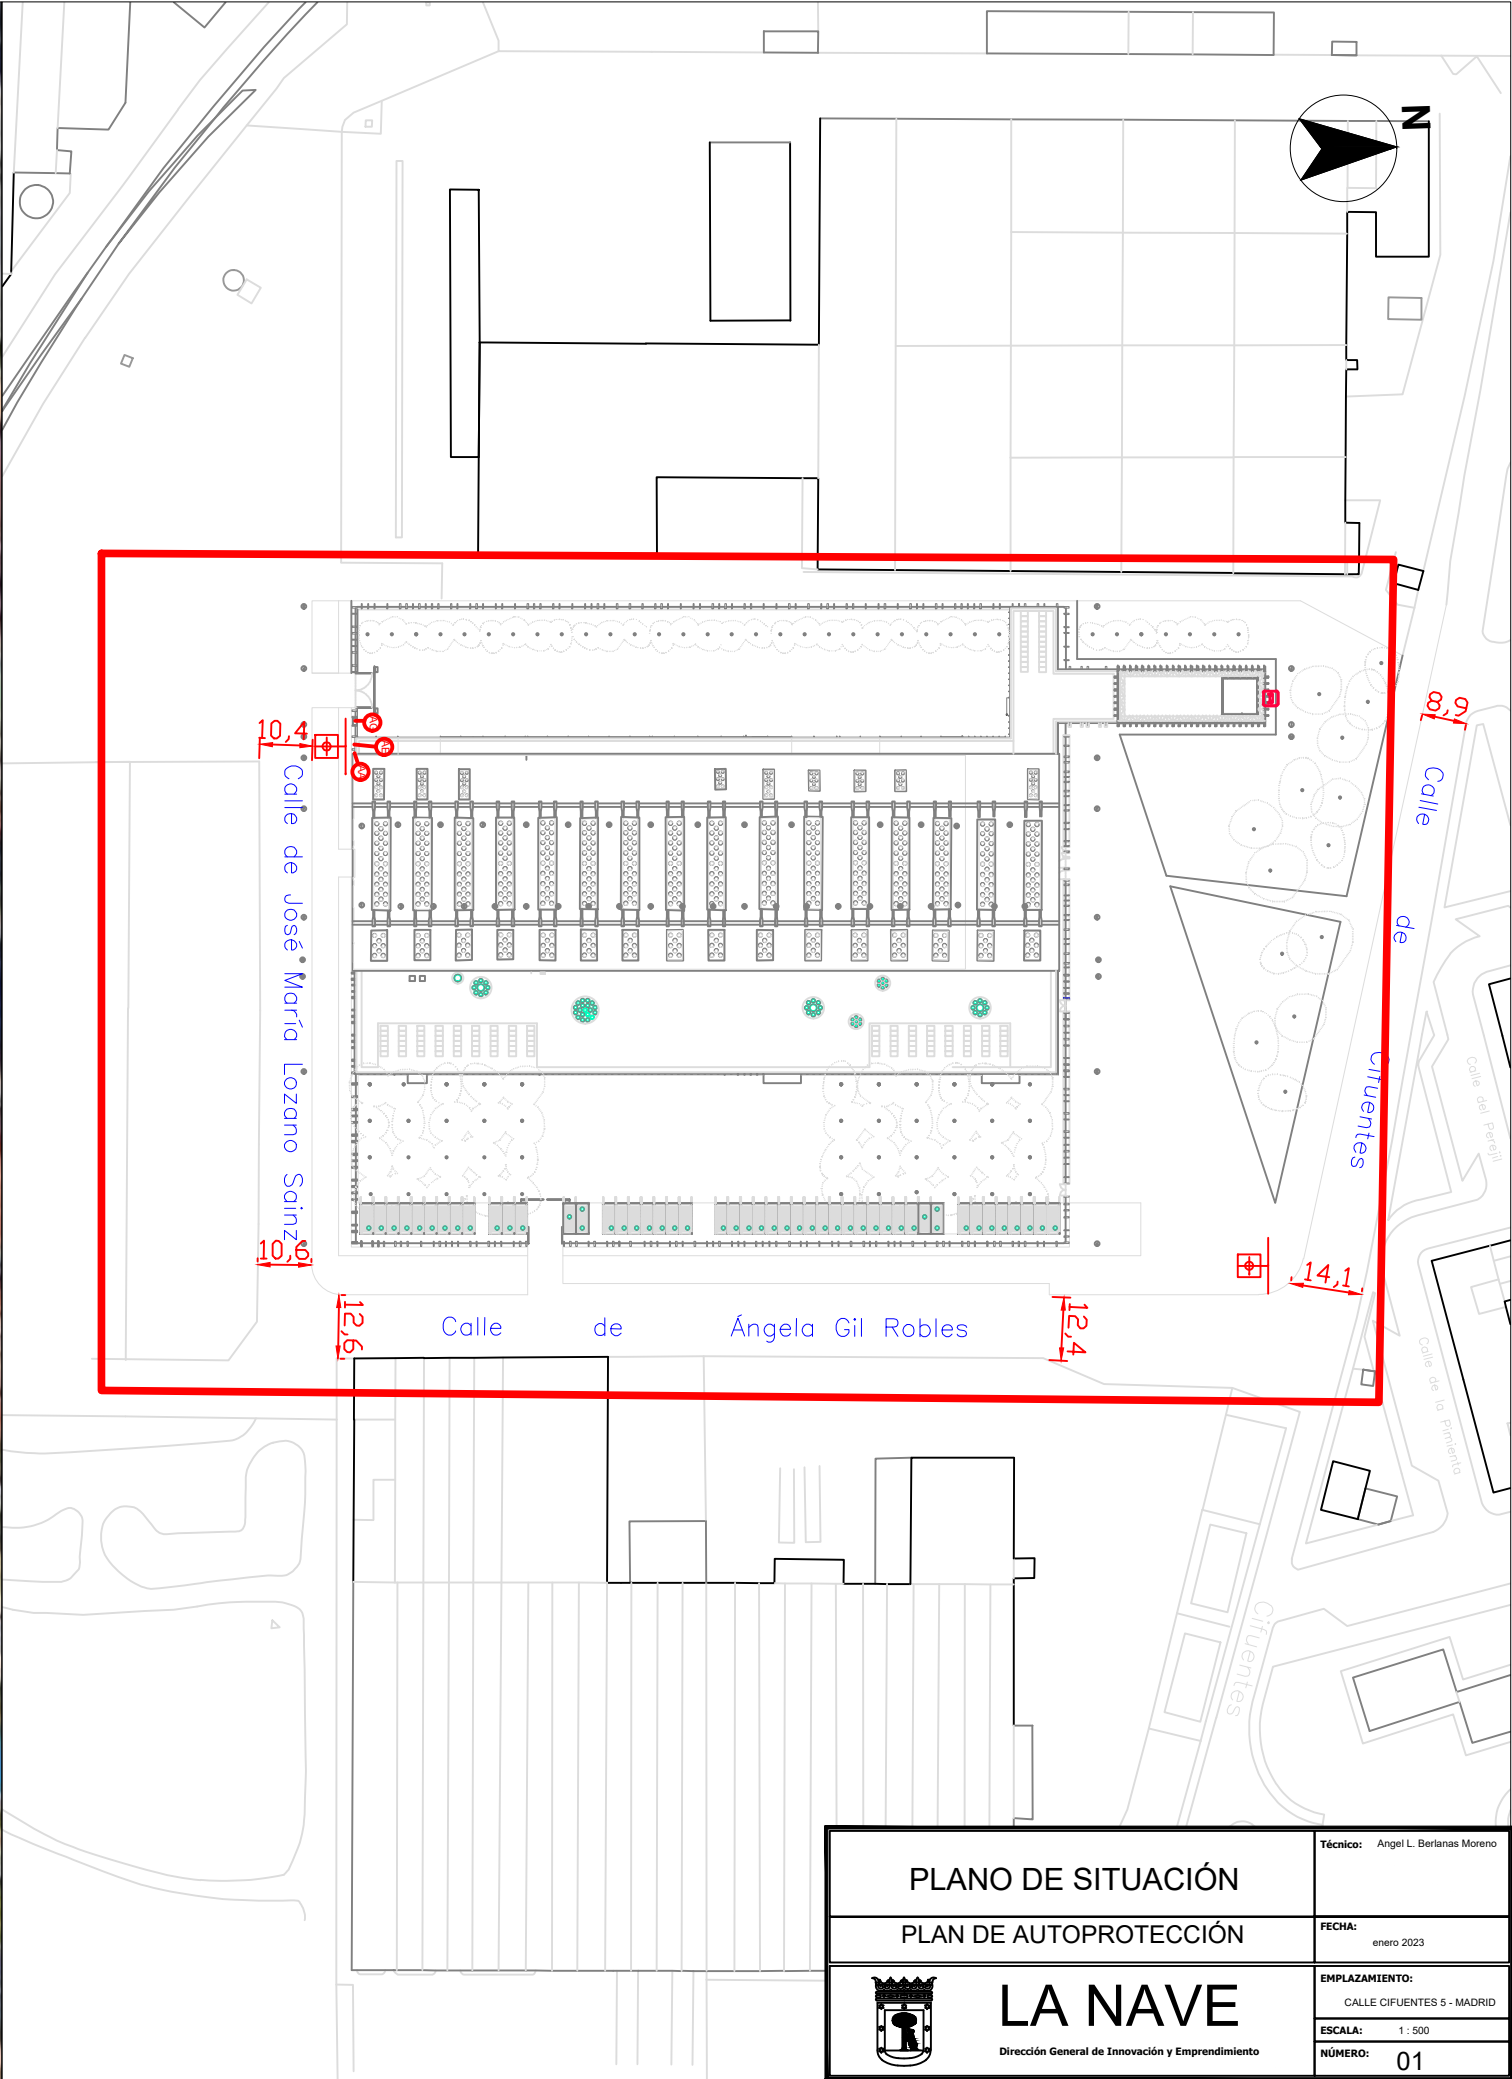 N
8,9
10,4
AG
Calle de José María Lozano Sainz
Calle de Cifuentes
Calle del Perejil
10,6
14,1
12,6
12,4
Calle de Ángela Gil Robles
Calle de la Pimienta
Cifuentes
PLANO DE SITUACIÓN
Técnico: Angel L. Berlanas Moreno
PLAN DE AUTOPROTECCIÓN
FECHA:
enero 2023
LA NAVE
Dirección General de Innovación y Emprendimiento
EMPLAZAMIENTO:
CALLE CIFUENTES 5 - MADRID
ESCALA: 1 : 500
NÚMERO: 01